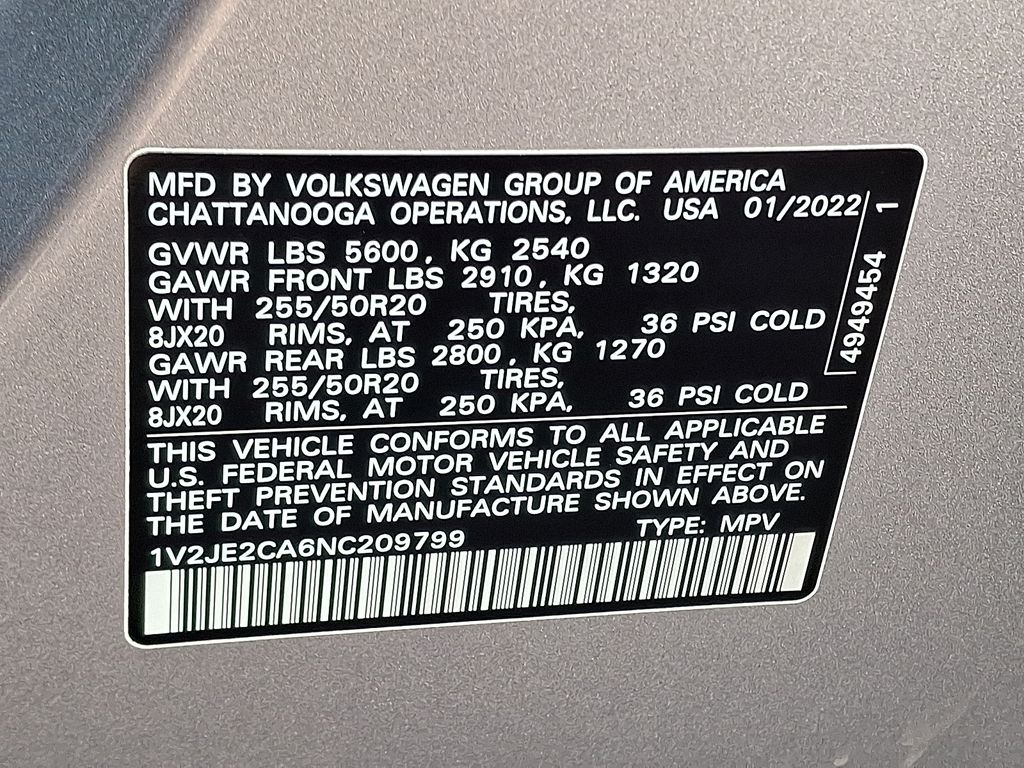 MFD BY VOLKSWAGEN GROUP OF AMERICA
CHATTANOOGA OPERATIONS, LLC. USA 01/2022
GVWR LBS 5600, KG 2540
GAWR FRONT LBS 2910, KG 1320
WITH 255/50R20 TIRES,
8JX20 RIMS, AT 250 KPA, 36 PSI COLD
GAWR REAR LBS 2800, KG 1270
WITH 255/50R20 TIRES,
8JX20 RIMS, AT 250 KPA, 36 PSI COLD
THIS VEHICLE CONFORMS TO ALL APPLICABLE
U.S. FEDERAL MOTOR VEHICLE SAFETY AND
THEFT PREVENTION STANDARDS IN EFFECT ON
THE DATE OF MANUFACTURE SHOWN ABOVE.
1V2JE2CA6NC209799 TYPE: MPV
4949454 1